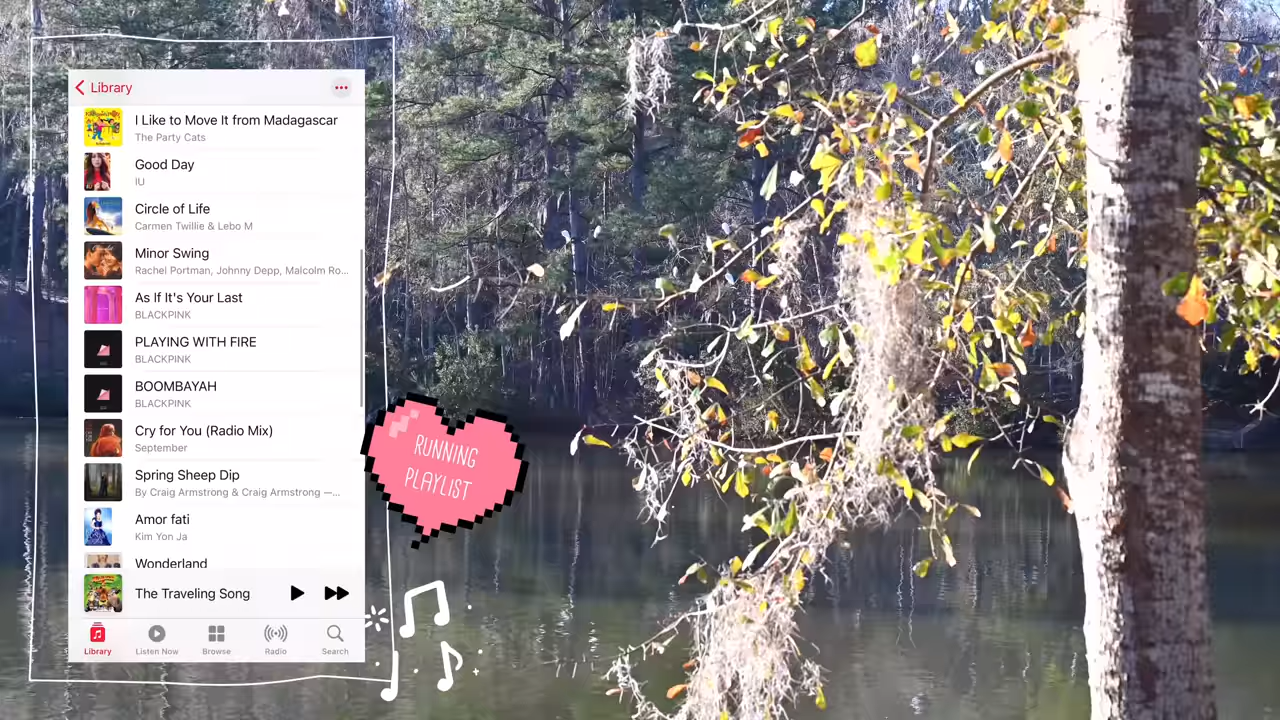 Library
I Like to Move It from Madagascar
The Party Cats
Good Day
IU
Circle of Life
Carmen Twillie & Lebo M
Minor Swing
Rachel Portman, Johnny Depp, Malcolm Ro...
As If It's Your Last
BLACKPINK
PLAYING WITH FIRE
BLACKPINK
BOOMBAYAH
BLACKPINK
Cry for You (Radio Mix)
September
Spring Sheep Dip
By Craig Armstrong & Craig Armstrong —...
Amor fati
Kim Yon Ja
Wonderland
The Traveling Song
Library
Listen Now
Browse
Radio
Search
RUNNING
PLAYLIST